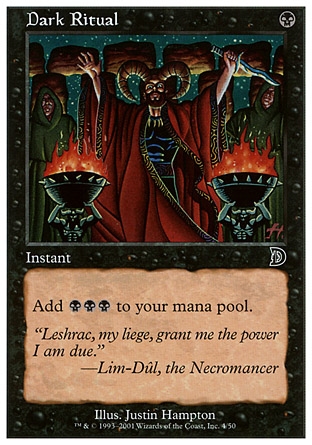 Dark Ritual
Instant
Add to your mana pool.
“Leshrac, my liege, grant me the power
I am due.”
—Lim-Dûl, the Necromancer
Illus. Justin Hampton
™ & © 1993-2001 Wizards of the Coast, Inc. 4/50